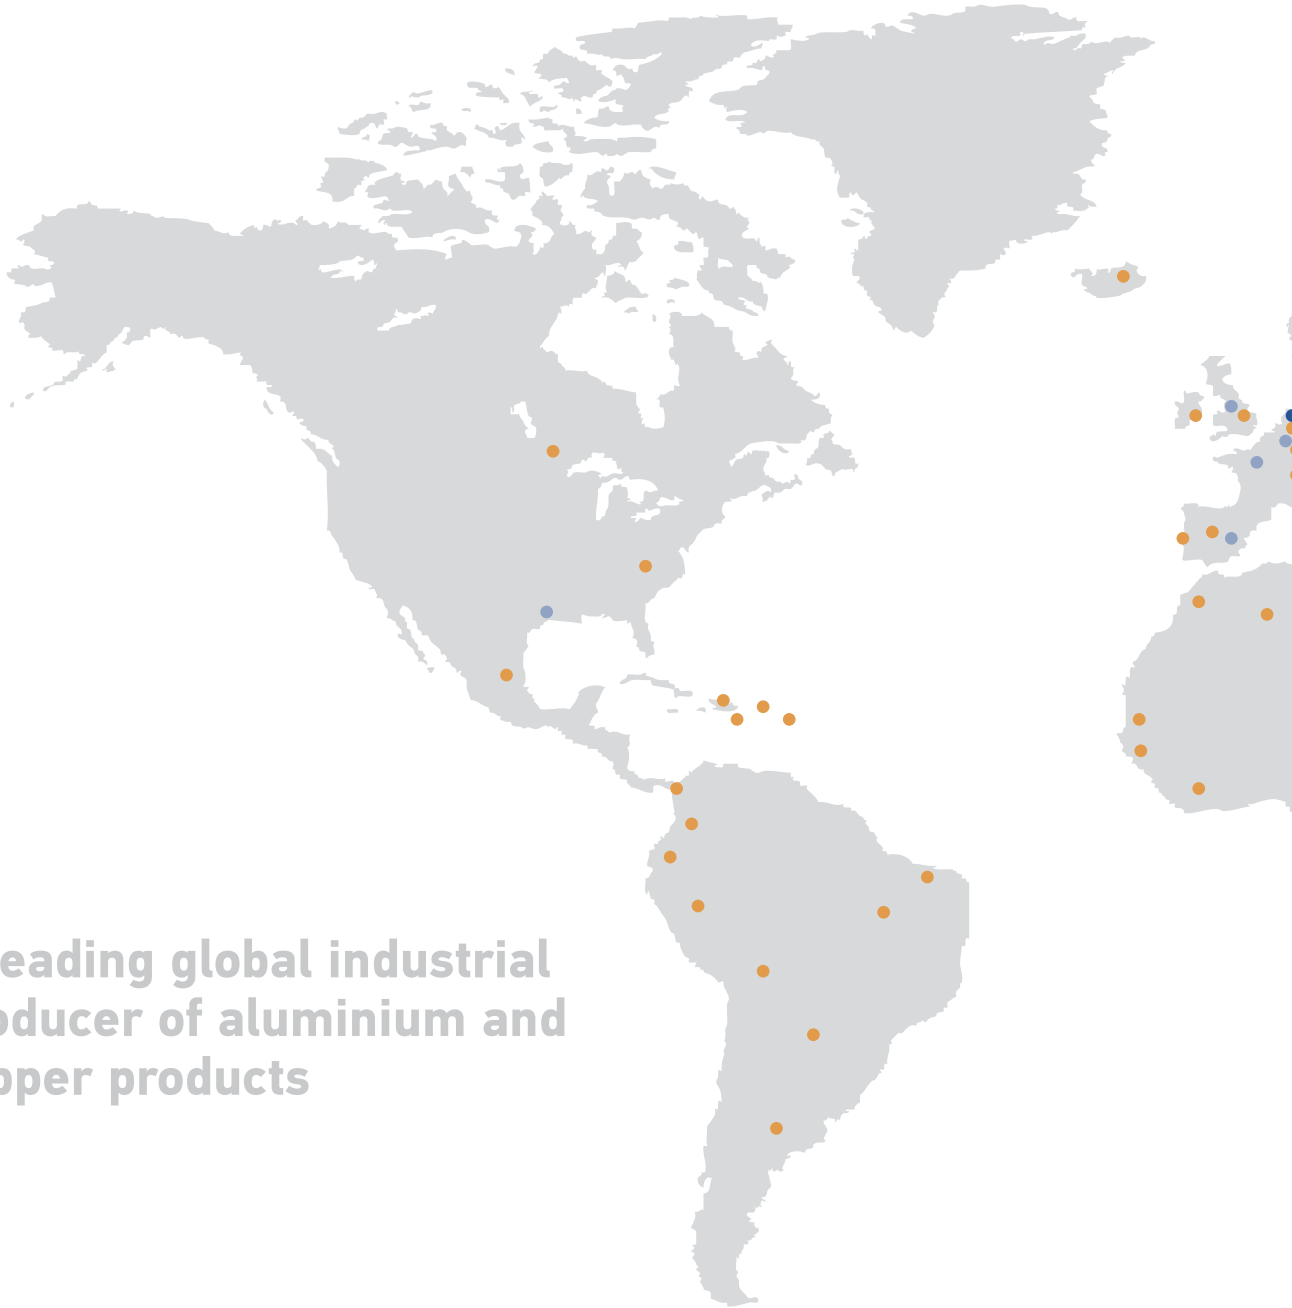 eading global industrial
oducer of aluminium and
pper products